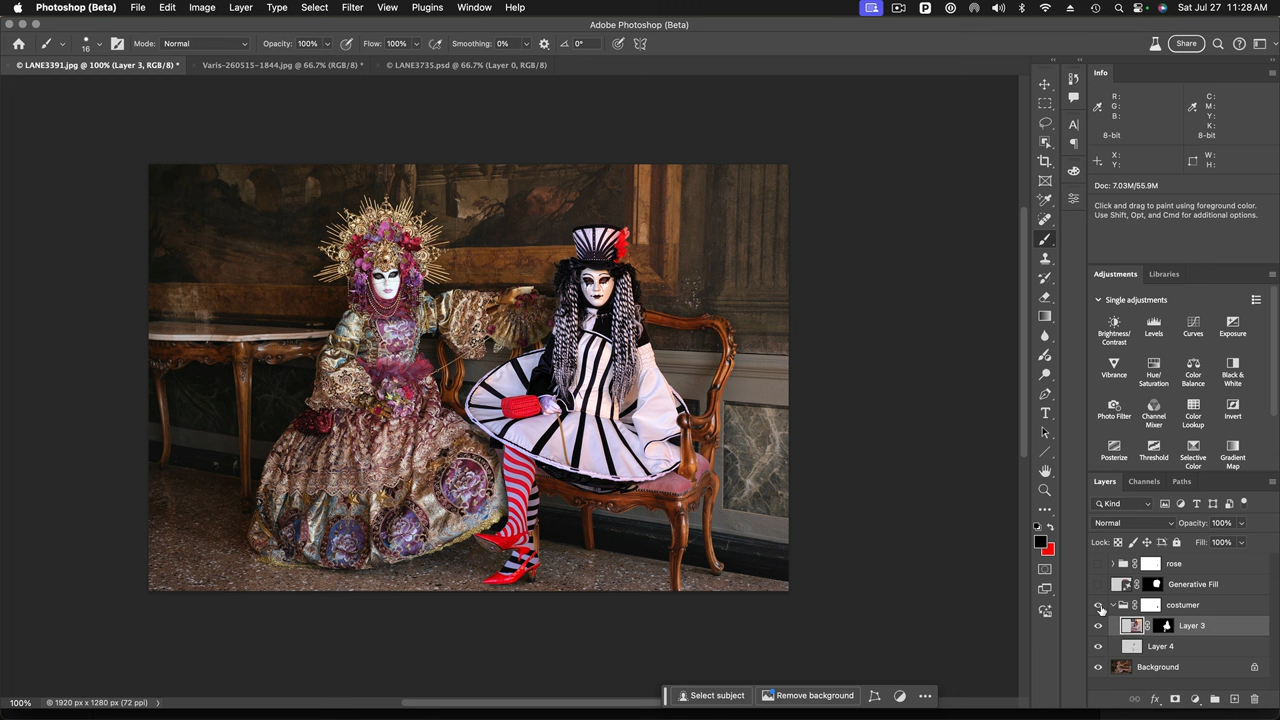 Photoshop (Beta) File Edit Image Layer Type Select Filter View Plugins Window Help Sat Jul 27 11:28 AM
Adobe Photoshop (Beta)
16 Mode: Normal Opacity: 100% Flow: 100% Smoothing: 0% 0° Share
© LANE3391.jpg @ 100% (Layer 3, RGB/8) * Varis-260515-1844.jpg @ 66.7% (RGB/8) * © LANE3735.psd @ 66.7% (Layer 0, RGB/8)
Info
R: C:
G: M:
B: Y:
K:
8-bit 8-bit
X: W:
Y: H:
Doc: 7.03M/55.9M
Click and drag to paint using foreground color.
Use Shift, Opt, and Cmd for additional options.
Adjustments Libraries
Single adjustments
Brightness/
Contrast Levels Curves Exposure
Vibrance Hue/
Saturation Color
Balance Black &
White
Photo Filter Channel
Mixer Color
Lookup Invert
Posterize Threshold Selective
Color Gradient
Map
Layers Channels Paths
Kind
Normal Opacity: 100%
Lock: Fill: 100%
rose
Generative Fill
costumer
Layer 3
Layer 4
Background
Select subject Remove background
100% © 1920 px x 1280 px (72 ppi)